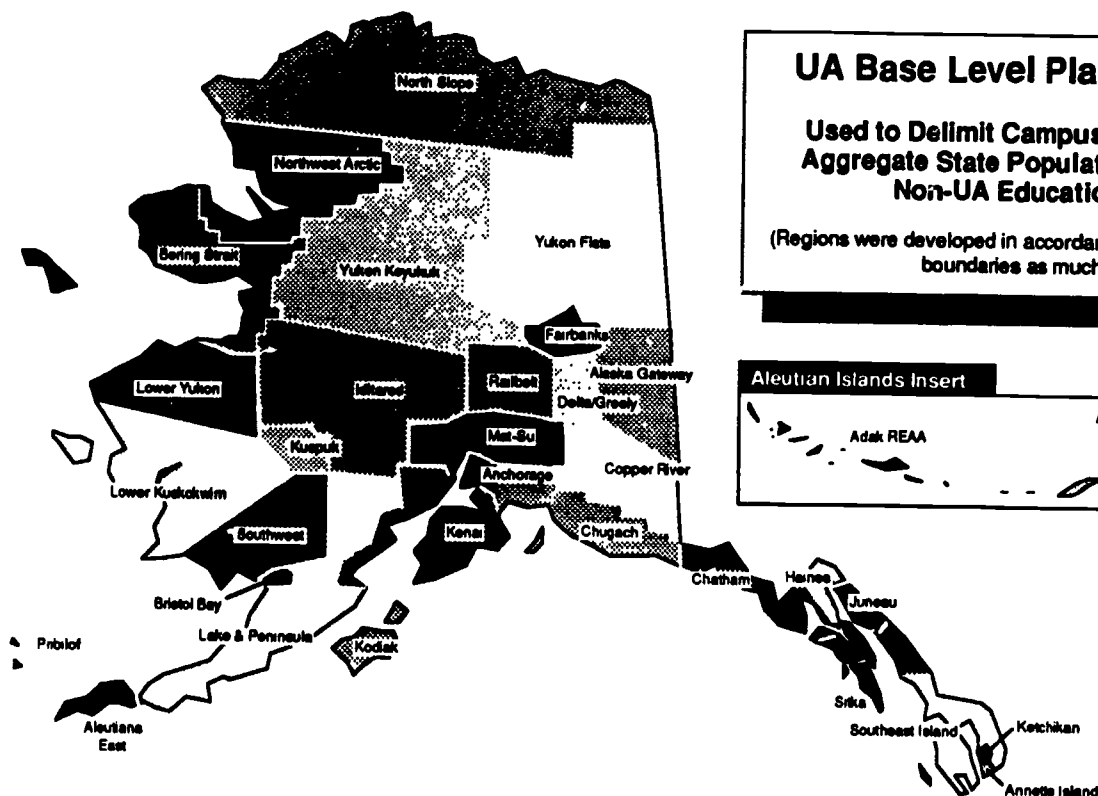 UA Base Level Pla
Used to Delimit Campus
Aggregate State Populat
Non-UA Educatio
(Regions were developed in accordan
boundaries as much
North Slope
Northwest Arctic
Bering Strait
Yukon Flats
Yukon Koyukuk
Fairbanks
Lower Yukon
Iditarod
Railbelt
Alaska Gateway
Delta/Greely
Aleutian Islands Insert
Adak REAA
Kuspuk
Mat-Su
Anchorage
Copper River
Lower Kuskokwim
Southwest
Kenai
Chugach
Chatham
Haines
Juneau
Bristol Bay
Lake & Peninsula
Kodiak
Pribilof
Sitka
Aleutians
East
Southeast Island
Ketchikan
Annette Island